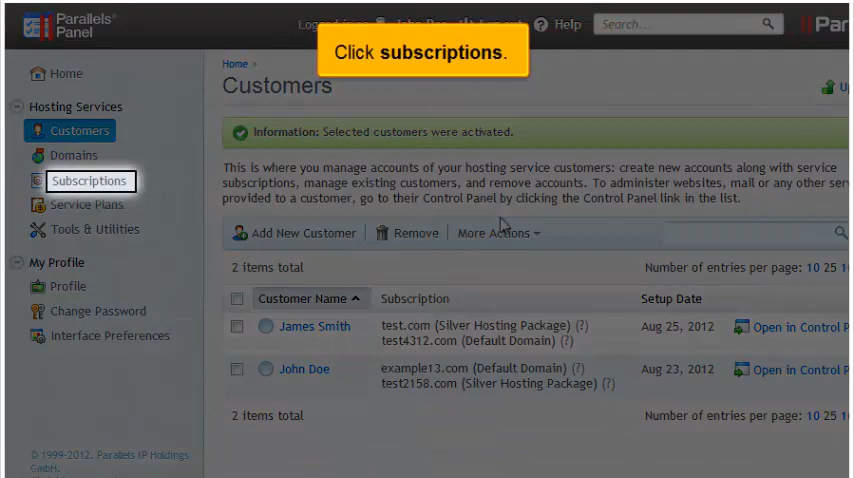 Parallels
Panel
Help
Search...
Click subscriptions.
Home
Hosting Services
Customers
Domains
Subscriptions
Service Plans
Tools & Utilities
My Profile
Profile
Change Password
Interface Preferences
© 1999-2012. Parallels IP Holdings
GmbH.
Home >
Customers
Information: Selected customers were activated.
This is where you manage accounts of your hosting service customers: create new accounts along with service
subscriptions, manage existing customers, and remove accounts. To administer websites, mail or any other
provided to a customer, go to their Control Panel by clicking the Control Panel link in the list.
Add New Customer Remove More Actions
2 items total Number of entries per page: 10 25
Customer Name Subscription Setup Date
James Smith test.com (Silver Hosting Package) (?) Aug 25, 2012 Open in Control P
test4312.com (Default Domain) (?)
John Doe example13.com (Default Domain) (?) Aug 23, 2012 Open in Control P
test2158.com (Silver Hosting Package) (?)
2 items total Number of entries per page: 10 25